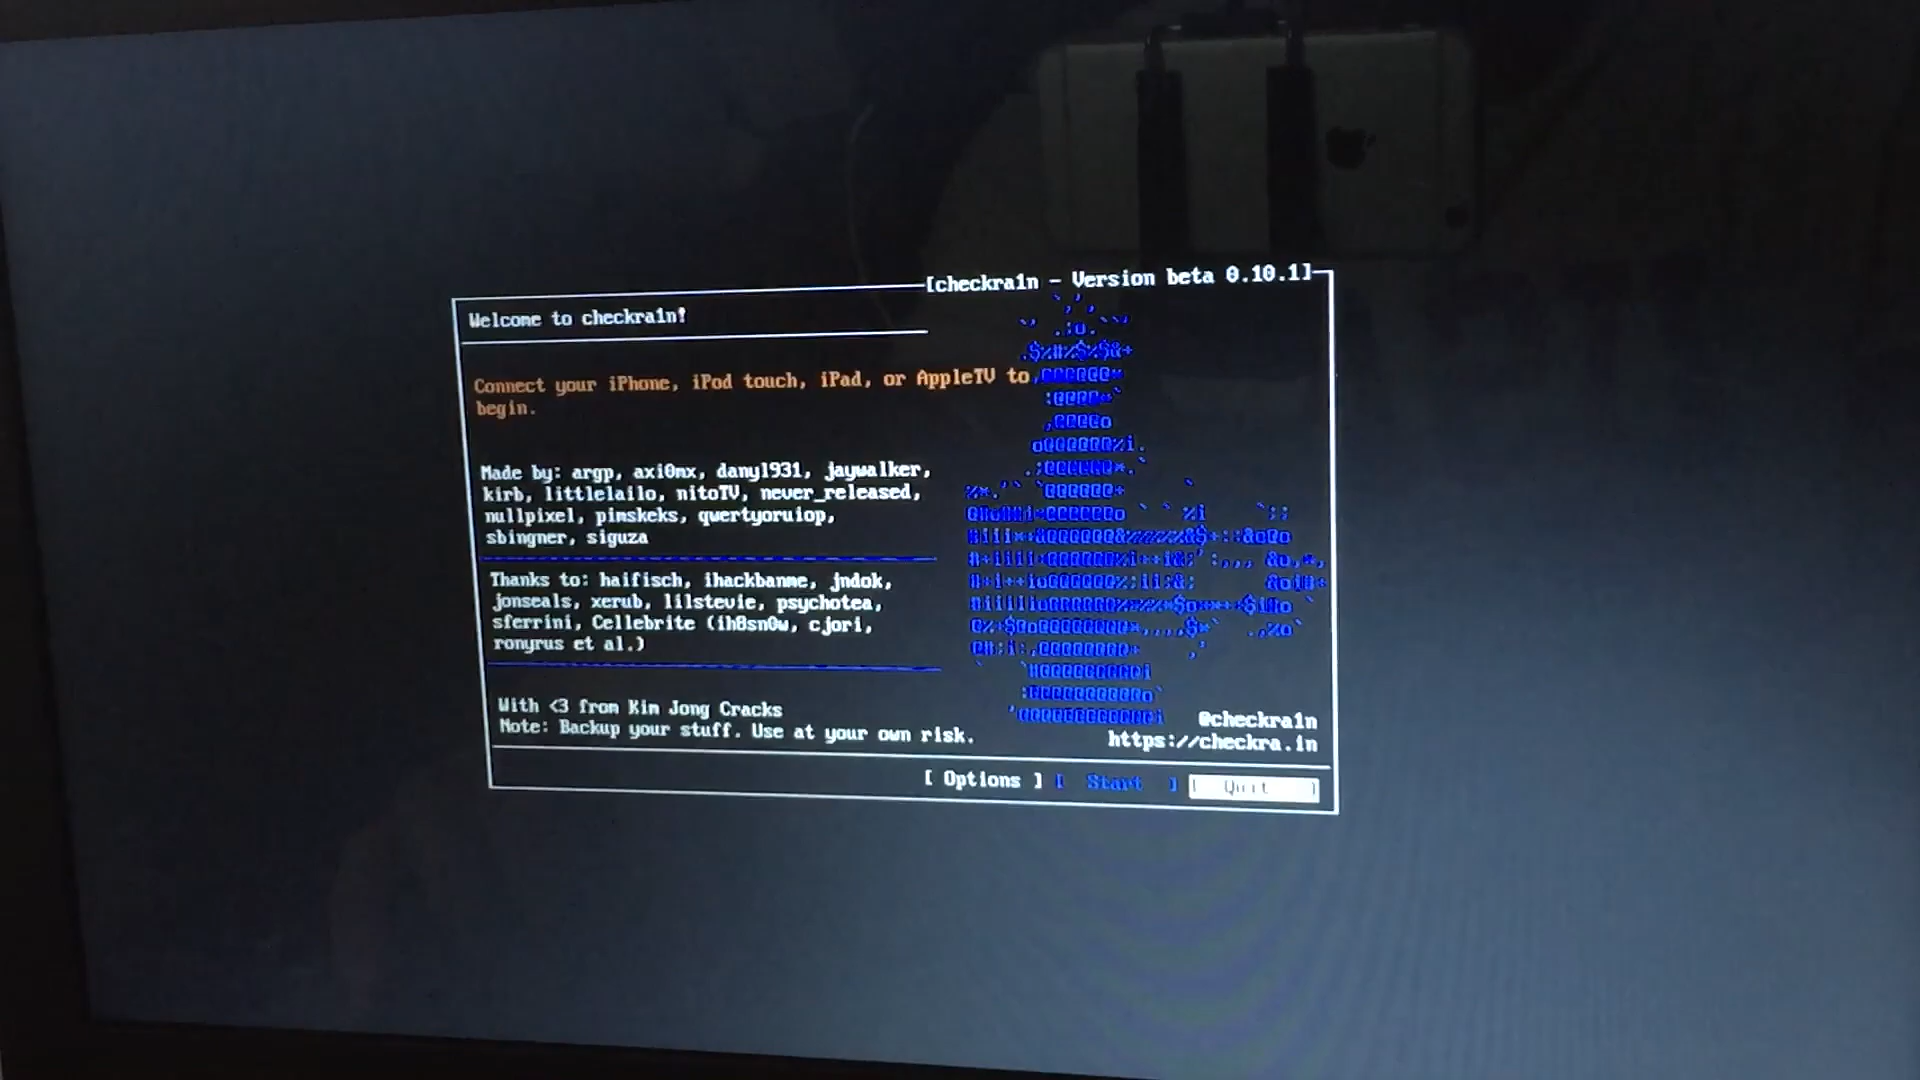 [checkra1n - Version beta 0.10.1]
Welcome to checkra1n!
Connect your iPhone, iPod touch, iPad, or AppleTV to
begin.
Made by: argp, axi0mx, danyl931, jaywalker,
kirb, littlelailo, nitoTV, never_released,
nullpixel, pimskeks, qwertyoruiop,
sbingner, siguza
Thanks to: haifisch, ihackbanme, jndok,
jonseals, xerub, lilstevie, psychotea,
sferrini, Cellebrite (ih8sn0w, cjori,
ronyrus et al.)
With <3 from Kim Jong Cracks
Note: Backup your stuff. Use at your own risk.
@checkra1n
https://checkra.in
[ Options ] [ Start ] [ Quit ]